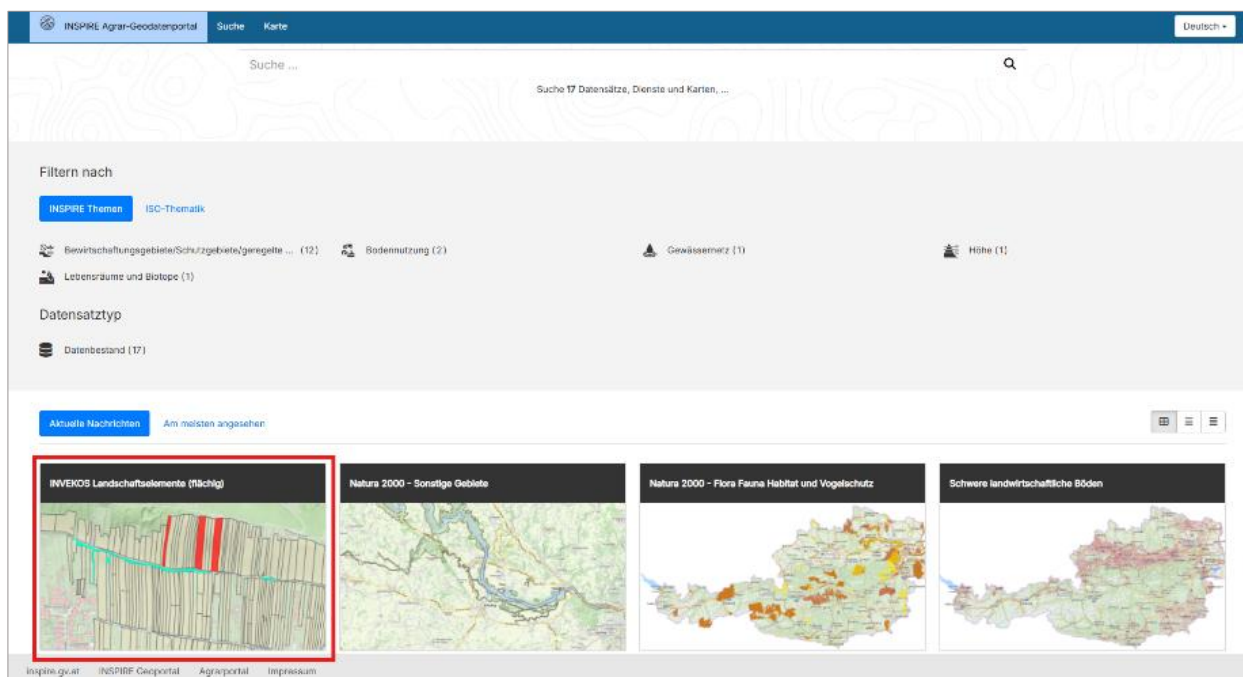 INSPIRE Agrar-Geodatenportal Suche Karte Deutsch
Suche ...
Suche 17 Datensätze, Dienste und Karten, ...
Filtern nach
INSPIRE Themen ISO-Thematik
Bewirtschaftungsgebiete/Schutzgebiete/geregelte ... (12) Bodennutzung (2) Gewässernetz (1) Höhe (1)
Lebensräume und Biotope (1)
Datensatztyp
Datenbestand (17)
Aktuelle Nachrichten Am meisten angesehen
INVEKOS Landschaftselemente (flächig) Natura 2000 - Sonstige Gebiete Natura 2000 - Flora Fauna Habitat und Vogelschutz Schwere landwirtschaftliche Böden
inspire.gv.at INSPIRE Geoportal Agrarportal Impressum